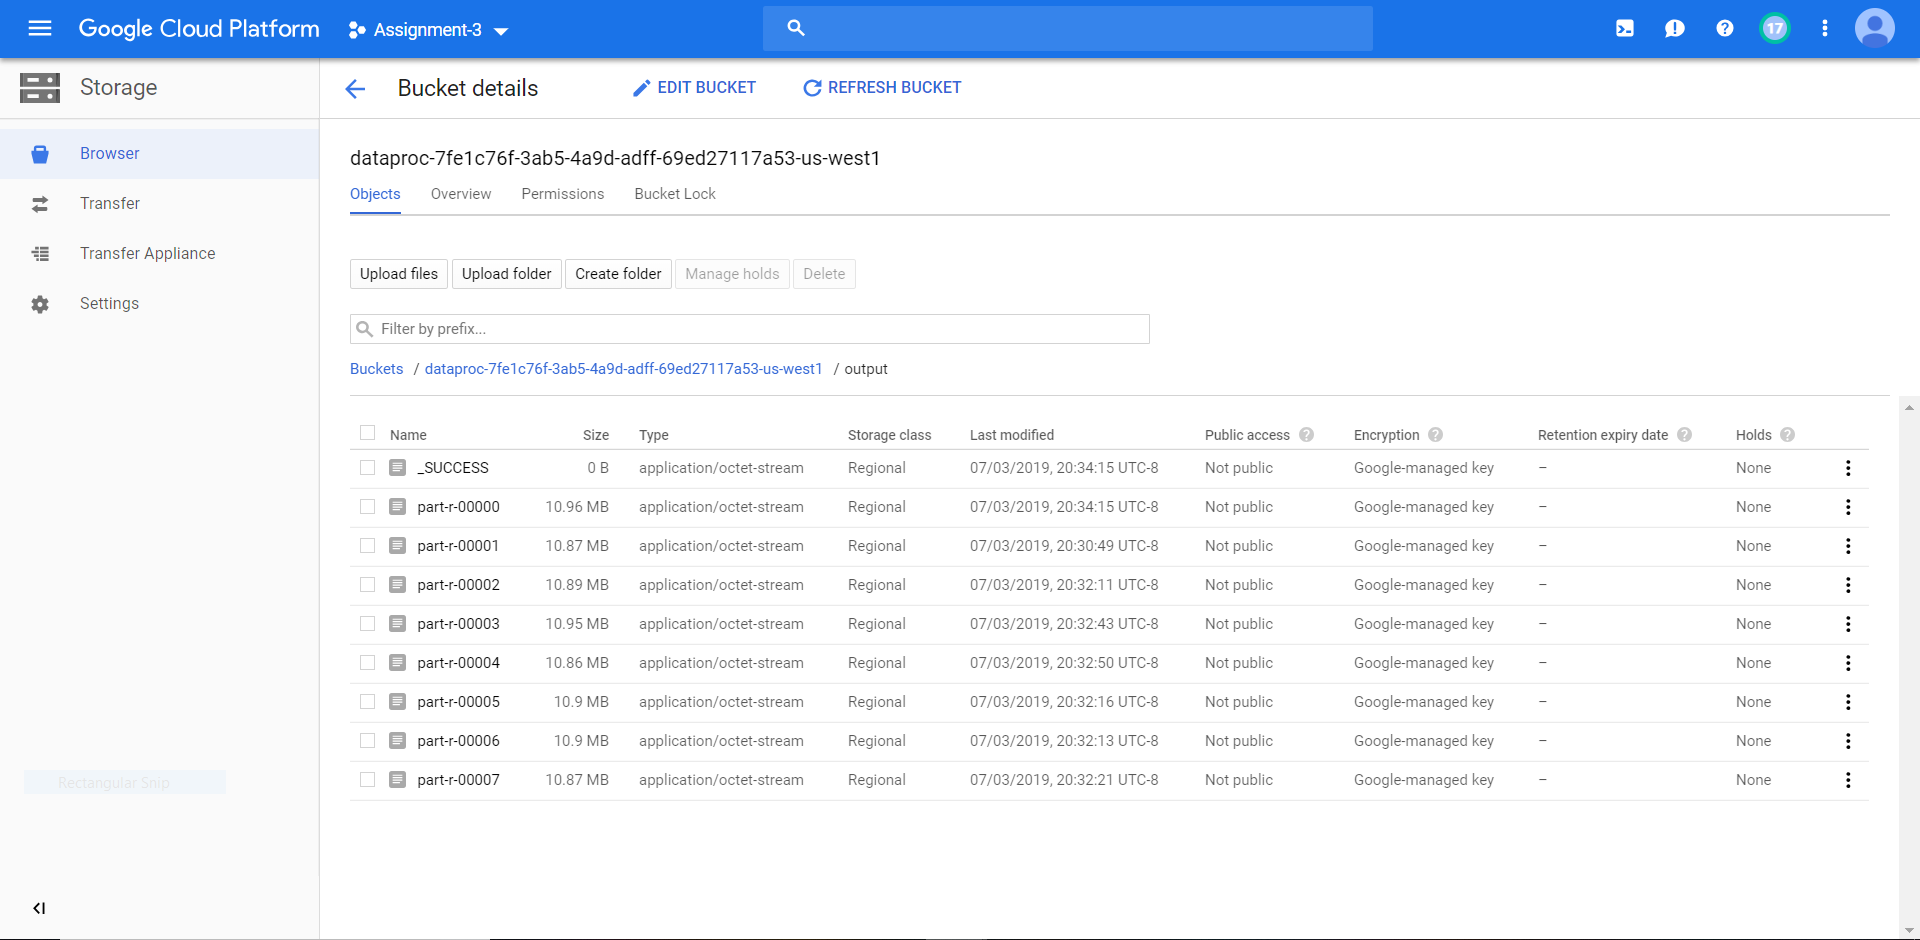 Google Cloud Platform Assignment-3 17
Storage Bucket details EDIT BUCKET REFRESH BUCKET
Browser
Transfer
Transfer Appliance
Settings
Rectangular Snip
dataproc-7fe1c76f-3ab5-4a9d-adff-69ed27117a53-us-west1
Objects Overview Permissions Bucket Lock
Upload files Upload folder Create folder Manage holds Delete
Filter by prefix...
Buckets / dataproc-7fe1c76f-3ab5-4a9d-adff-69ed27117a53-us-west1 / output
Name Size Type Storage class Last modified Public access ? Encryption ? Retention expiry date ? Holds ?
_SUCCESS 0 B application/octet-stream Regional 07/03/2019, 20:34:15 UTC-8 Not public Google-managed key – None
part-r-00000 10.96 MB application/octet-stream Regional 07/03/2019, 20:34:15 UTC-8 Not public Google-managed key – None
part-r-00001 10.87 MB application/octet-stream Regional 07/03/2019, 20:30:49 UTC-8 Not public Google-managed key – None
part-r-00002 10.89 MB application/octet-stream Regional 07/03/2019, 20:32:11 UTC-8 Not public Google-managed key – None
part-r-00003 10.95 MB application/octet-stream Regional 07/03/2019, 20:32:43 UTC-8 Not public Google-managed key – None
part-r-00004 10.86 MB application/octet-stream Regional 07/03/2019, 20:32:50 UTC-8 Not public Google-managed key – None
part-r-00005 10.9 MB application/octet-stream Regional 07/03/2019, 20:32:16 UTC-8 Not public Google-managed key – None
part-r-00006 10.9 MB application/octet-stream Regional 07/03/2019, 20:32:13 UTC-8 Not public Google-managed key – None
part-r-00007 10.87 MB application/octet-stream Regional 07/03/2019, 20:32:21 UTC-8 Not public Google-managed key – None